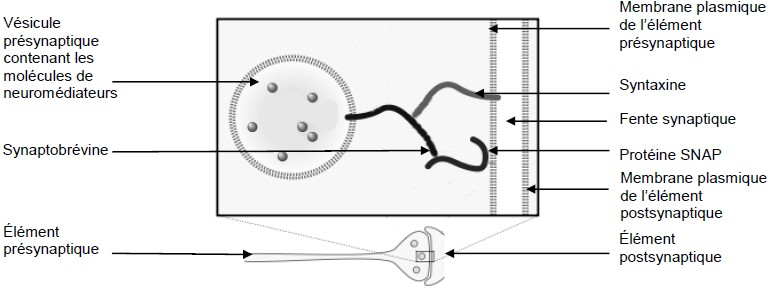 Vésicule
présynaptique
contenant les
molécules de
neuromédiateurs
Synaptobrévine
Élément
présynaptique
Membrane plasmique
de l'élément
présynaptique
Syntaxine
Fente synaptique
Protéine SNAP
Membrane plasmique
de l'élément
postsynaptique
Élément
postsynaptique